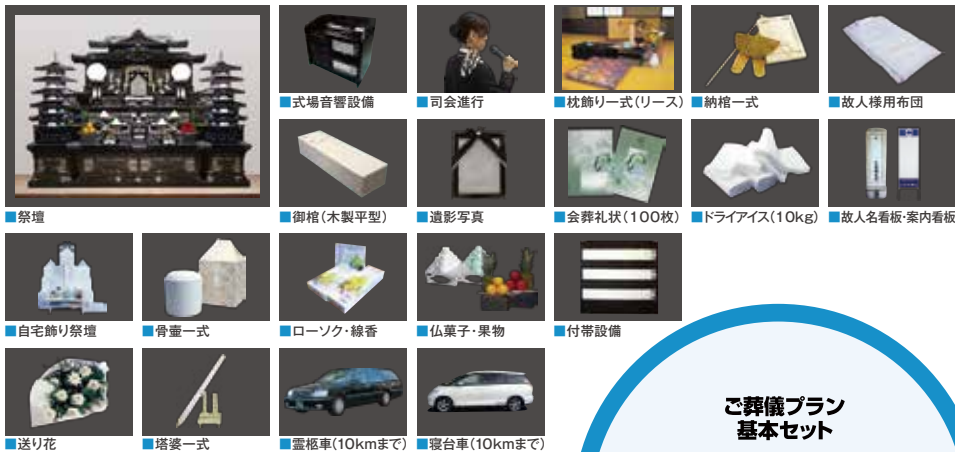 ■式場音響設備
■司会進行
■枕飾り一式(リース)
■納棺一式
■故人様用布団
■祭壇
■御棺(木製平型)
■遺影写真
■会葬礼状(100枚)
■ドライアイス(10kg)
■故人名看板・案内看板
■自宅飾り祭壇
■骨壷一式
■ローソク・線香
■仏菓子・果物
■付帯設備
■送り花
■塔婆一式
■霊柩車(10kmまで)
■寝台車(10kmまで)
ご葬儀プラン
基本セット